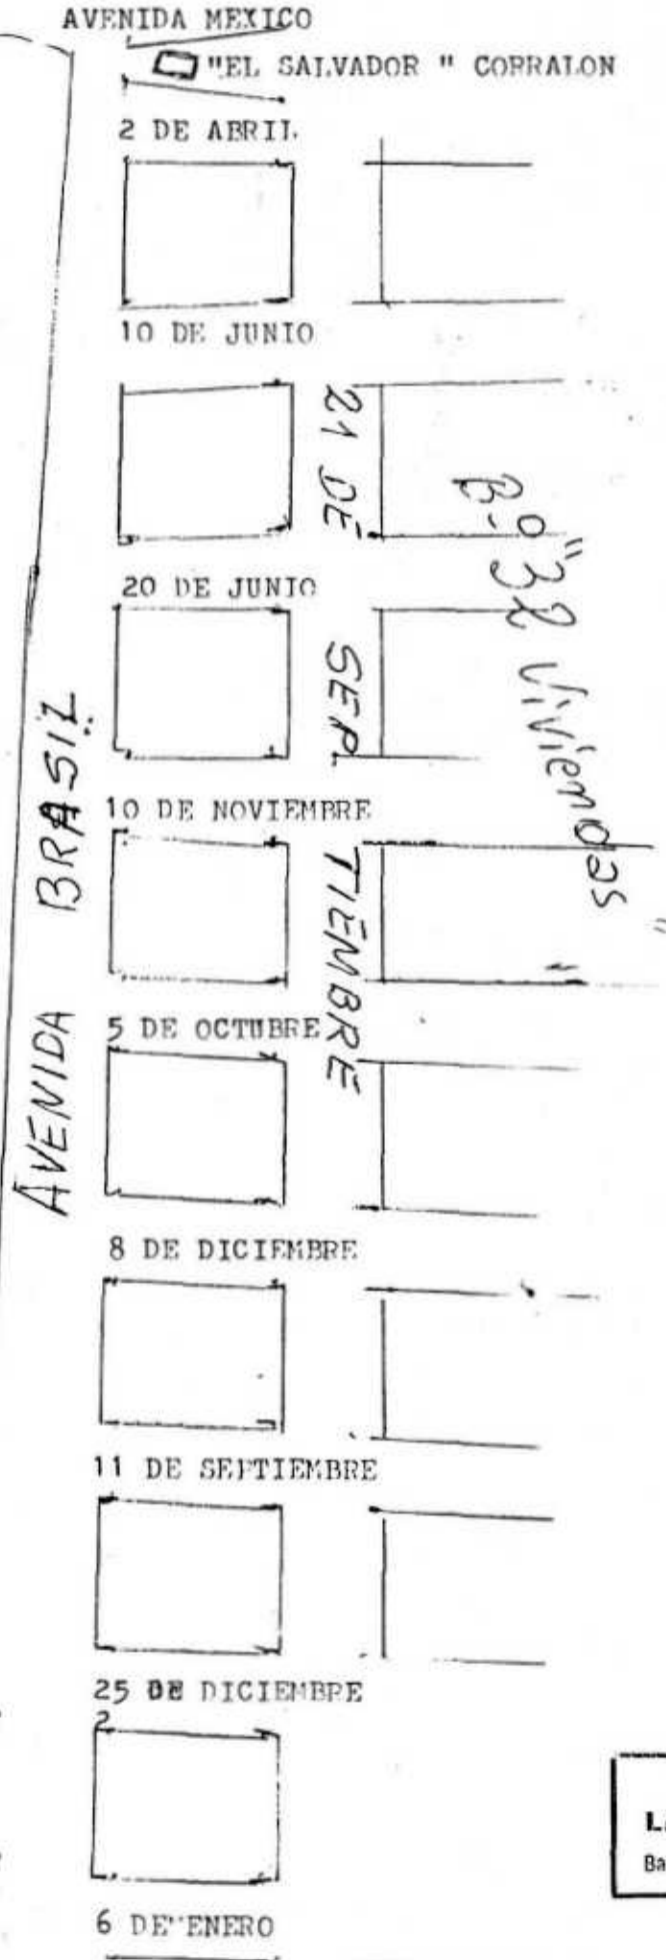 AVENIDA MEXICO
"EL SALVADOR " CORRALON
2 DE ABRIL
10 DE JUNIO
21 DE SEPTIEMBRE
B.º "32 Viviendas"
20 DE JUNIO
AVENIDA BRASIL
10 DE NOVIEMBRE
5 DE OCTUBRE
8 DE DICIEMBRE
11 DE SEPTIEMBRE
25 DE DICIEMBRE
2
6 DE"ENERO